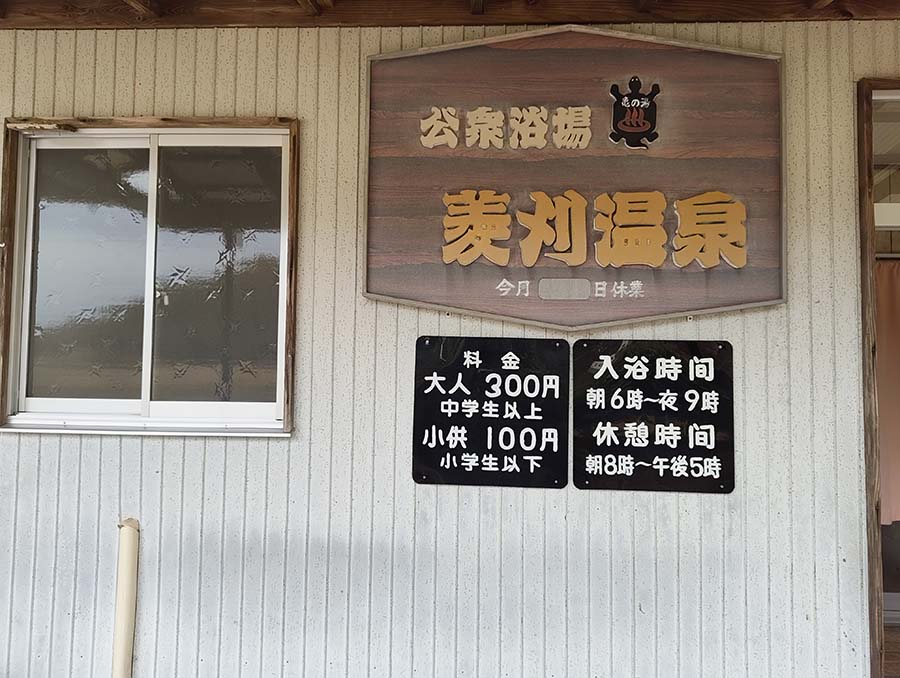 公衆浴場
亀の湯
菱刈温泉
今月 日休業
料金
大人 300円
中学生以上
小供 100円
小学生以下
入浴時間
朝6時～夜9時
休憩時間
朝8時～午後5時